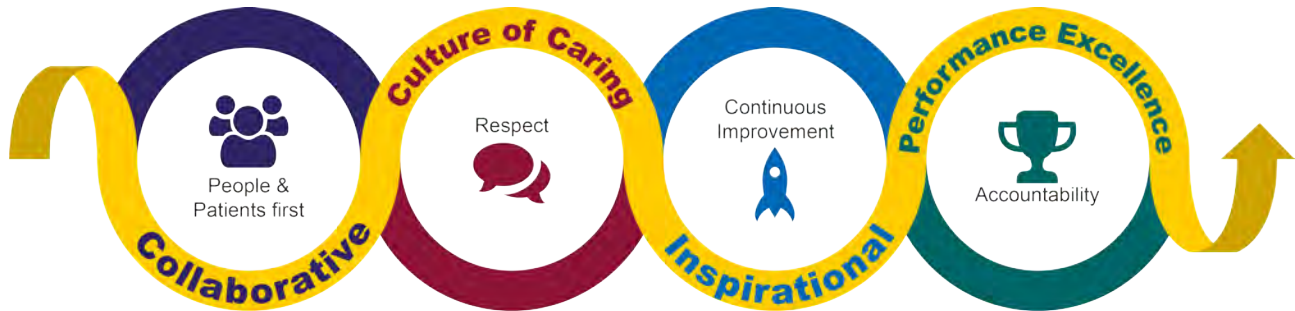 People &
Patients first
Collaborative
Culture of Caring
Respect
Continuous
Improvement
Inspirational
Performance Excellence
Accountability